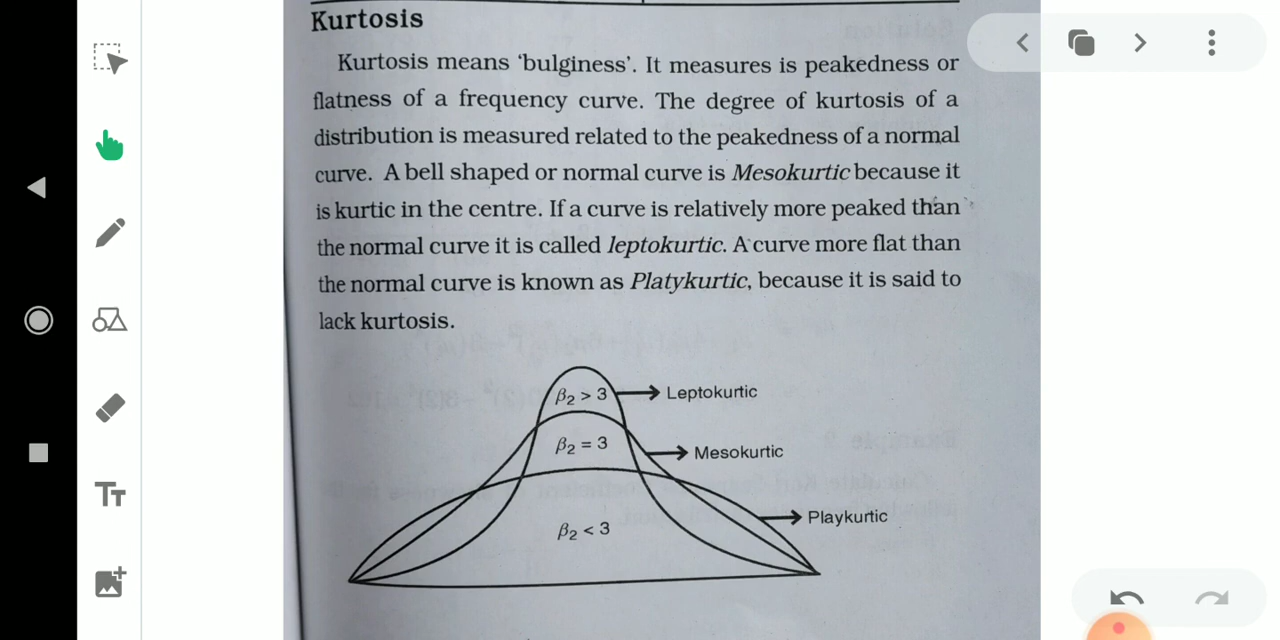 Kurtosis
Kurtosis means ‘bulginess’. It measures is peakedness or
flatness of a frequency curve. The degree of kurtosis of a
distribution is measured related to the peakedness of a normal
curve. A bell shaped or normal curve is Mesokurtic because it
is kurtic in the centre. If a curve is relatively more peaked than
the normal curve it is called leptokurtic. A curve more flat than
the normal curve is known as Platykurtic, because it is said to
lack kurtosis.
β₂ > 3
Leptokurtic
β₂ = 3
Mesokurtic
β₂ < 3
Playkurtic
Tт